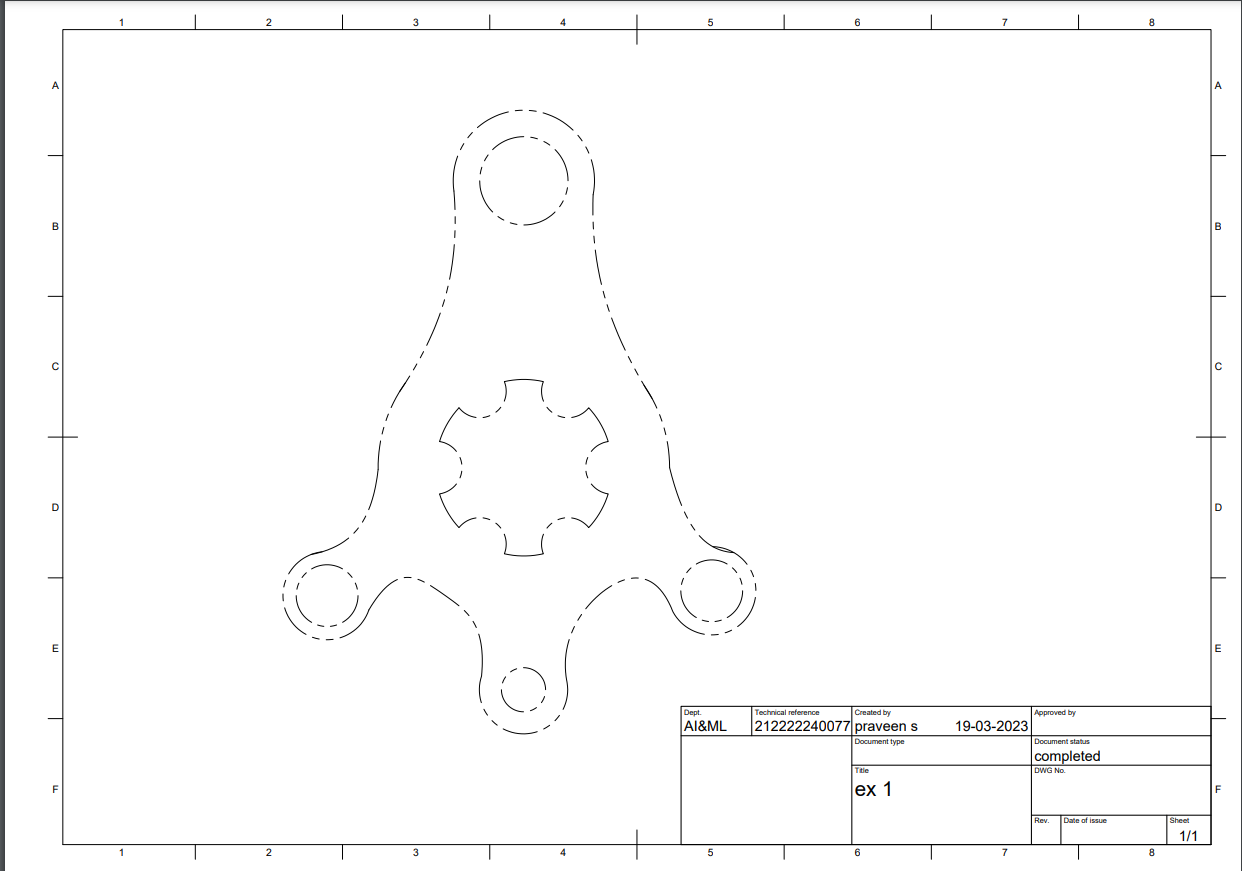 1 2 3 4 5 6 7 8
A A
B B
C C
D D
E E
Dept. Technical reference Created by Approved by
AI&ML 212222240077 praveen s 19-03-2023
Document type Document status
completed
Title DWG No.
ex 1
F F
Rev. Date of issue Sheet
1/1
1 2 3 4 5 6 7 8